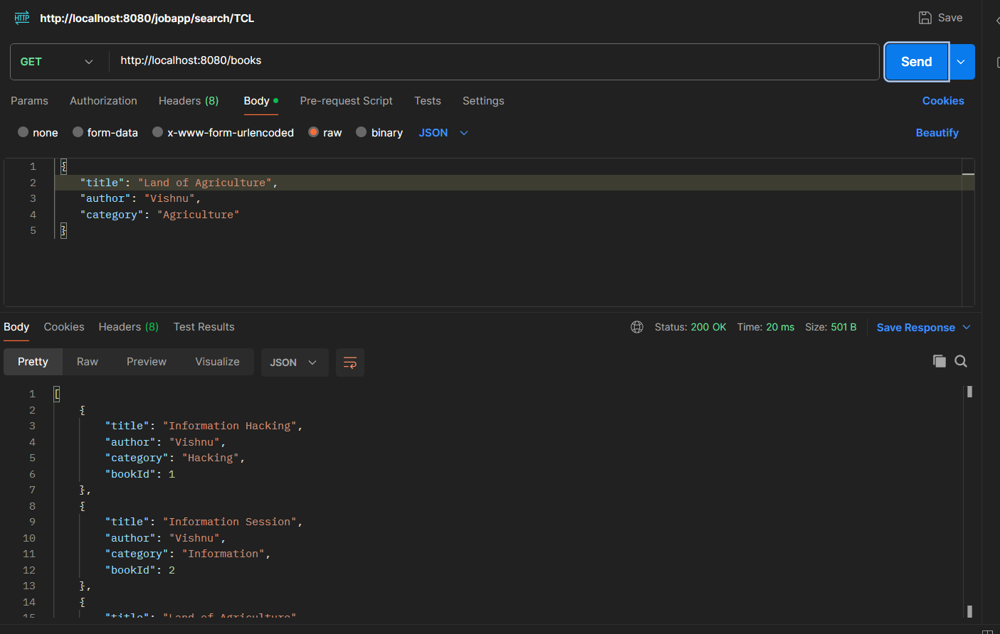 HTTP http://localhost:8080/jobapp/search/TCL Save
GET http://localhost:8080/books Send
Params Authorization Headers (8) Body Pre-request Script Tests Settings Cookies
none form-data x-www-form-urlencoded raw binary JSON Beautify
1 {
2 "title": "Land of Agriculture",
3 "author": "Vishnu",
4 "category": "Agriculture"
5 }
Body Cookies Headers (8) Test Results Status: 200 OK Time: 20 ms Size: 501 B Save Response
Pretty Raw Preview Visualize JSON
1 [
2 {
3 "title": "Information Hacking",
4 "author": "Vishnu",
5 "category": "Hacking",
6 "bookId": 1
7 },
8 {
9 "title": "Information Session",
10 "author": "Vishnu",
11 "category": "Information",
12 "bookId": 2
13 },
14 {
15 "title": "Land of Agriculture"